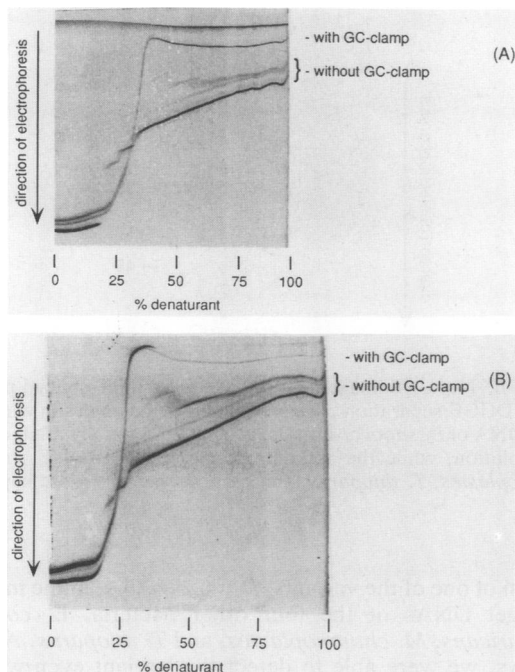 - with GC-clamp
(A)
} - without GC-clamp
direction of electrophoresis
0 25 50 75 100
% denaturant
- with GC-clamp
(B)
} - without GC-clamp
direction of electrophoresis
0 25 50 75 100
% denaturant